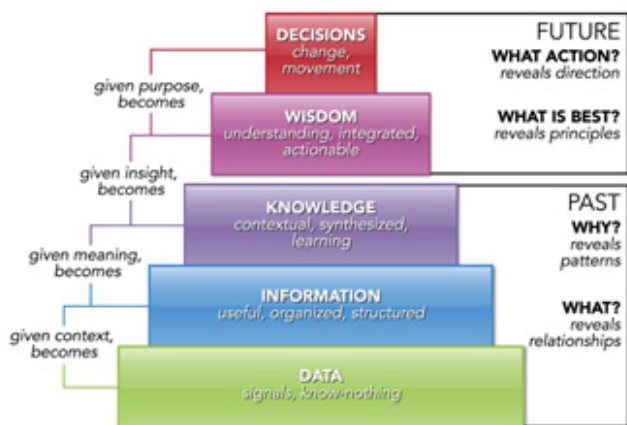 DECISIONS
change,
movement
WISDOM
understanding, integrated,
actionable
KNOWLEDGE
contextual, synthesized,
learning
INFORMATION
useful, organized, structured
DATA
signals, know-nothing
given purpose,
becomes
given insight,
becomes
given meaning,
becomes
given context,
becomes
FUTURE
WHAT ACTION?
reveals direction
WHAT IS BEST?
reveals principles
PAST
WHY?
reveals
patterns
WHAT?
reveals
relationships